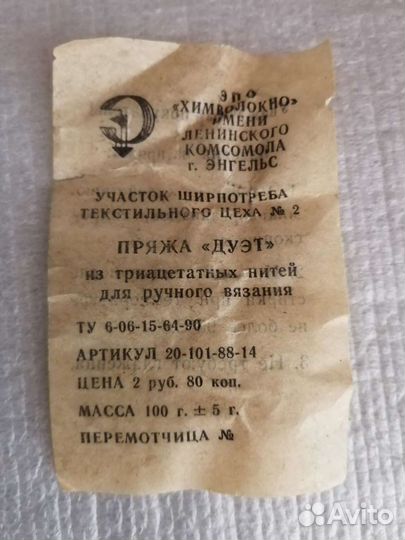 ЭПО
«ХИМВОЛОКНО»
ИМЕНИ
ЛЕНИНСКОГО
КОМСОМОЛА
г. ЭНГЕЛЬС
УЧАСТОК ШИРПОТРЕБА
ТЕКСТИЛЬНОГО ЦЕХА № 2
ПРЯЖА «ДУЭТ»
из триацетатных нитей
для ручного вязания
ТУ 6-06-15-64-90
АРТИКУЛ 20-101-88-14
ЦЕНА 2 руб. 80 коп.
МАССА 100 г. ± 5 г.
ПЕРЕМОТЧИЦА №
Avito